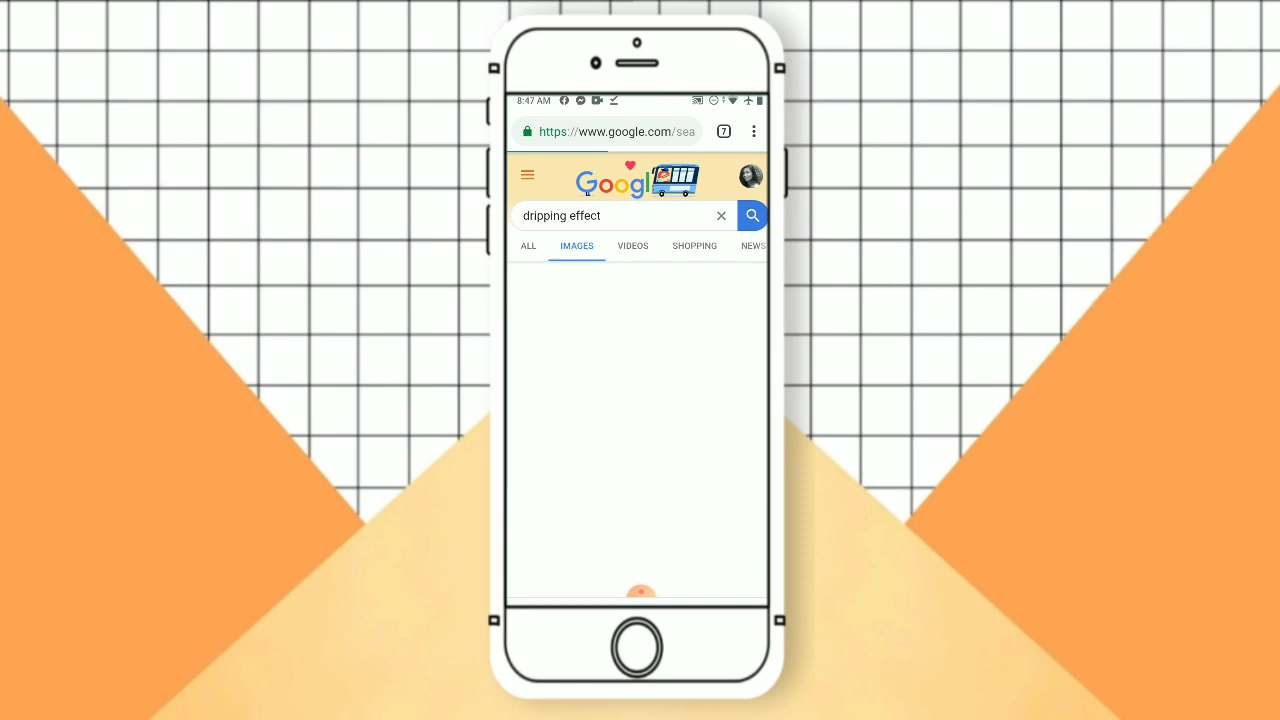 8:47 AM
https://www.google.com/sea
7
Googl
dripping effect
ALL IMAGES VIDEOS SHOPPING NEWS